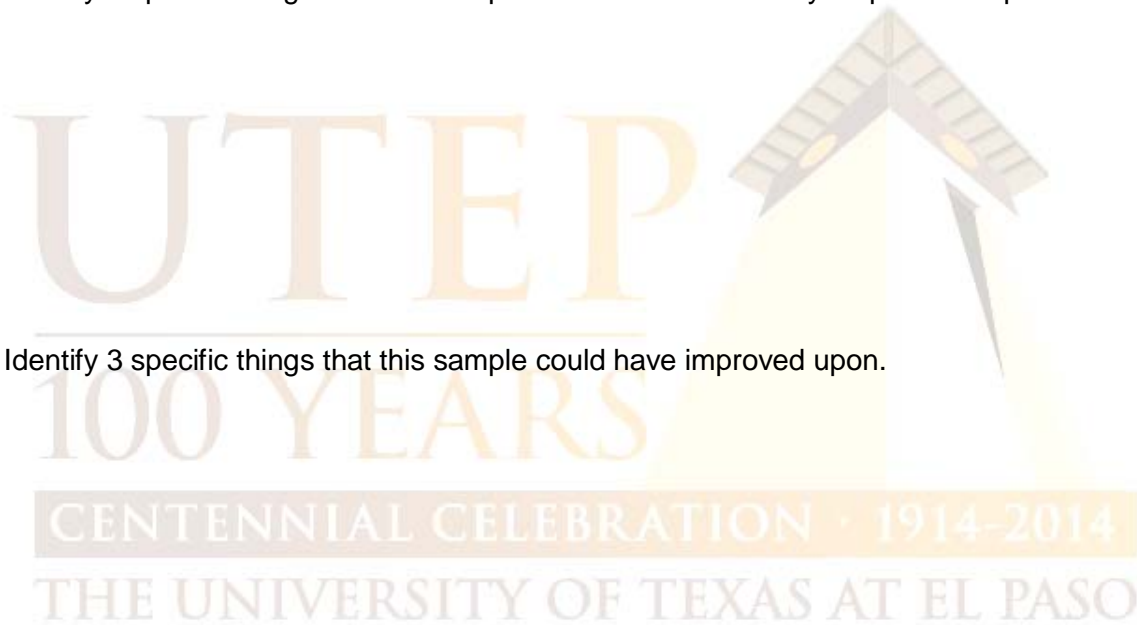 UTEP
Identify 3 specific things that this sample could have improved upon.
100 YEARS
CENTENNIAL CELEBRATION · 1914-2014
THE UNIVERSITY OF TEXAS AT EL PASO